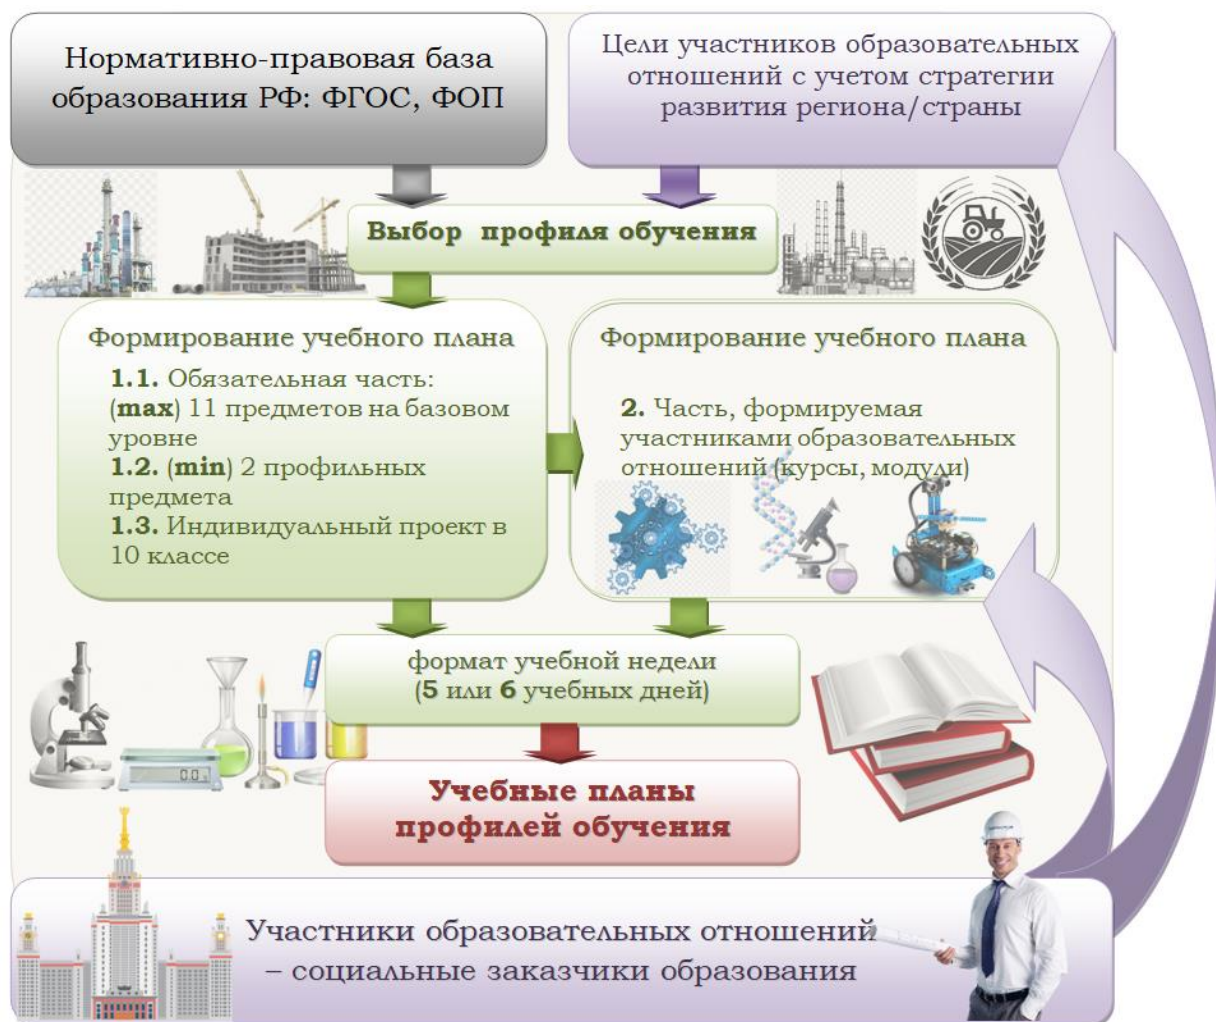 Нормативно-правовая база
образования РФ: ФГОС, ФОП
Цели участников образовательных
отношений с учетом стратегии
развития региона/страны
Выбор профиля обучения
Формирование учебного плана
1.1. Обязательная часть:
(max) 11 предметов на базовом
уровне
1.2. (min) 2 профильных
предмета
1.3. Индивидуальный проект в
10 классе
Формирование учебного плана
2. Часть, формируемая
участниками образовательных
отношений (курсы, модули)
формат учебной недели
(5 или 6 учебных дней)
0.0
Учебные планы
профилей обучения
Участники образовательных отношений
– социальные заказчики образования